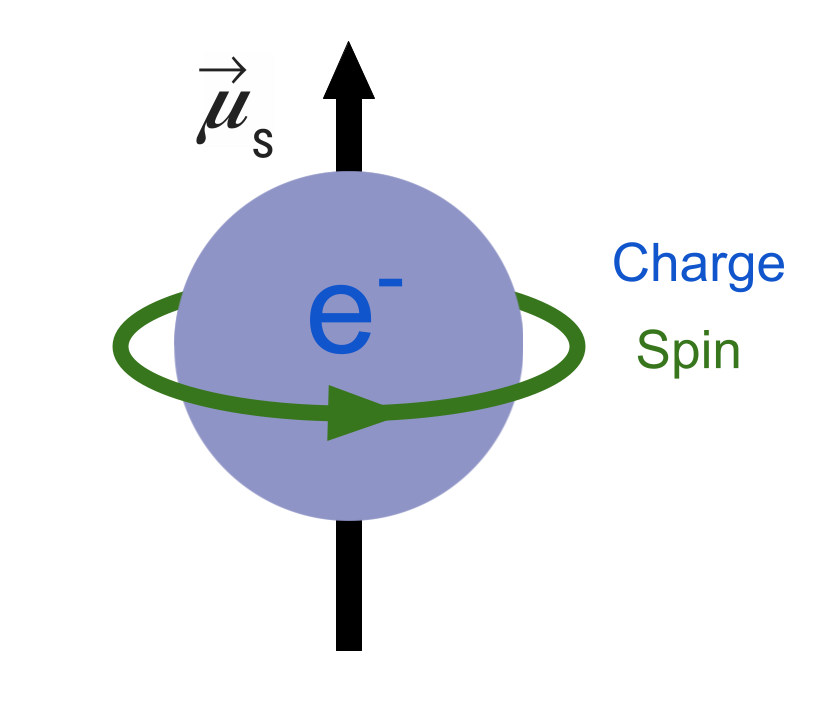 μ⃗s
e⁻
Charge
Spin